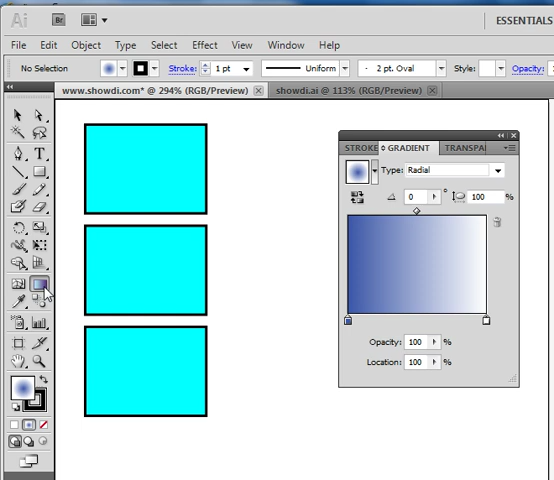 Ai Br ESSENTIALS
File Edit Object Type Select Effect View Window Help
No Selection Stroke: 1 pt Uniform 2 pt. Oval Style: Opacity:
www.showdi.com* @ 294% (RGB/Preview) showdi.ai @ 113% (RGB/Preview)
STROKE GRADIENT TRANSPA
Type: Radial
0 ° 100 %
Opacity: 100 %
Location: 100 %
T